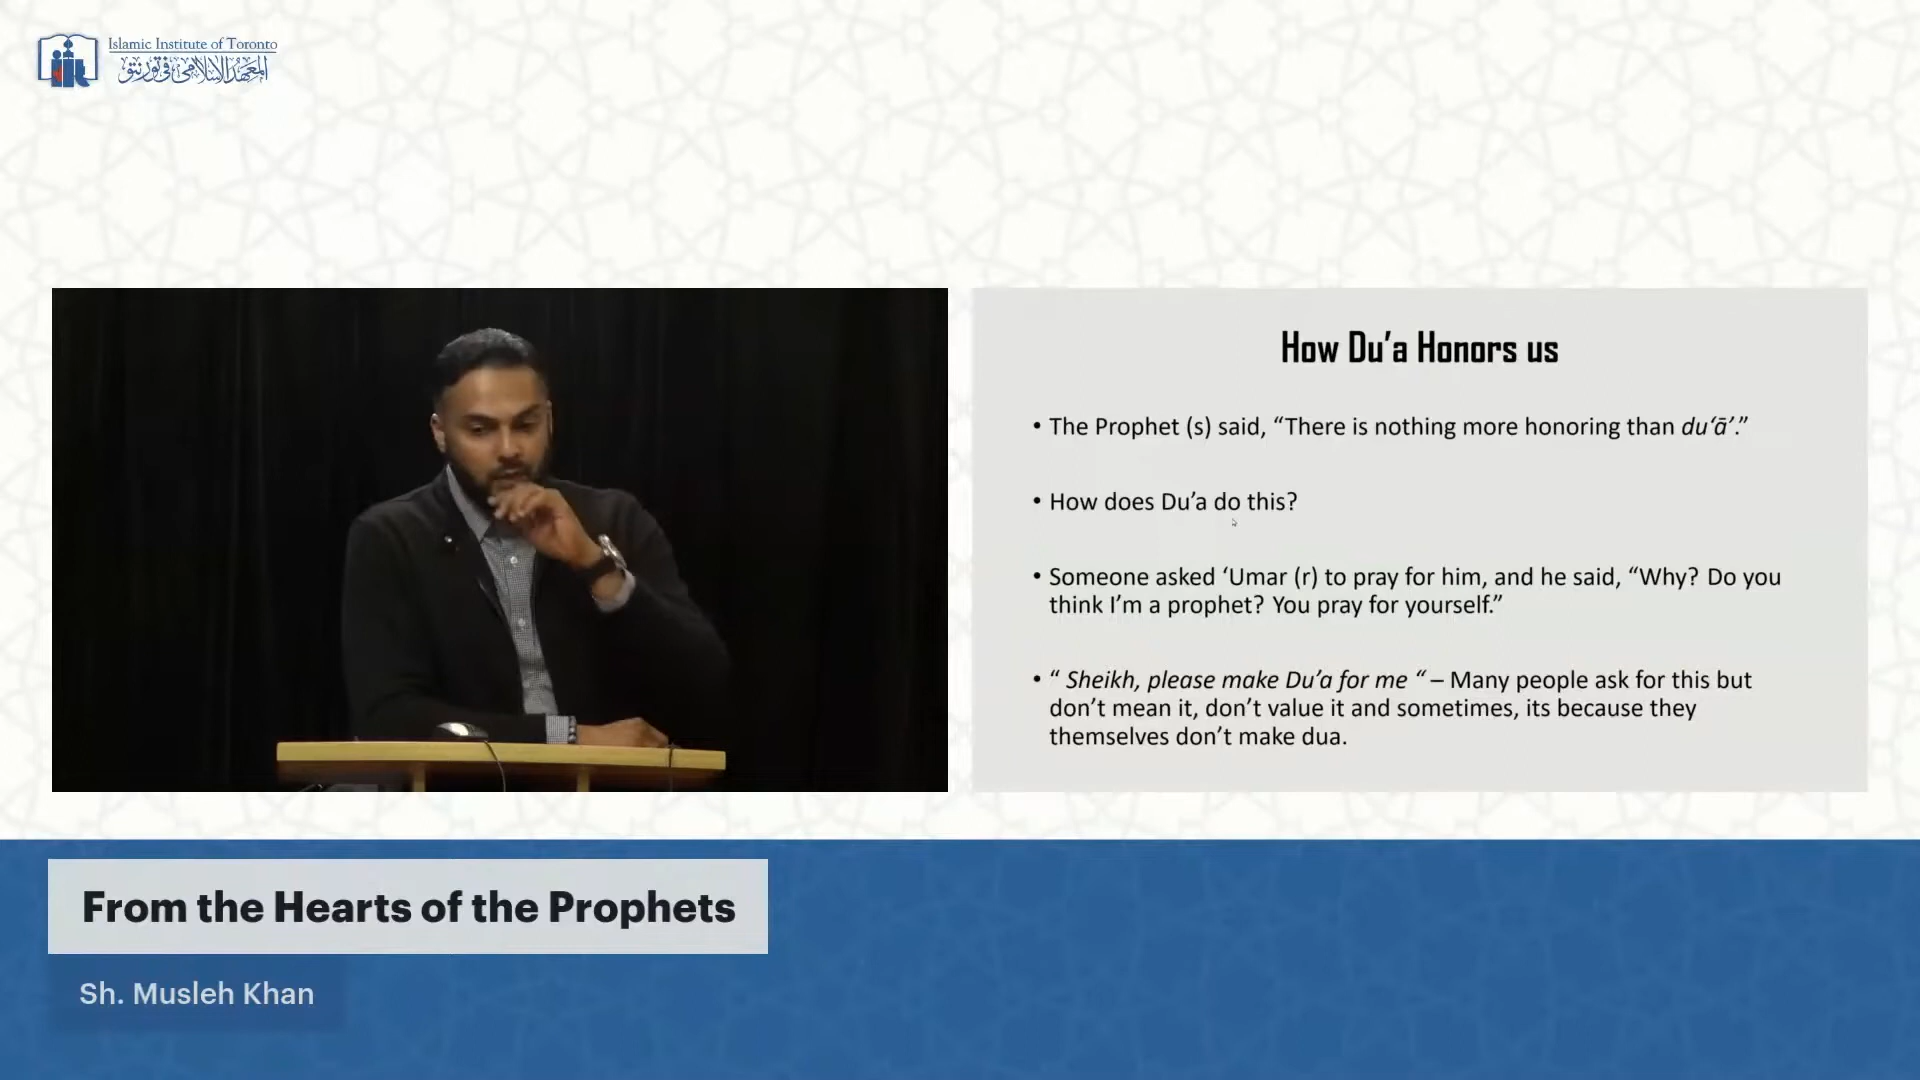 Islamic Institute of Toronto
المعهد الإسلامي في تورنتو
How Du’a Honors us
• The Prophet (s) said, “There is nothing more honoring than du‘ā’.”
• How does Du’a do this?
• Someone asked ‘Umar (r) to pray for him, and he said, “Why? Do you
think I’m a prophet? You pray for yourself.”
• “ Sheikh, please make Du’a for me “ – Many people ask for this but
don’t mean it, don’t value it and sometimes, its because they
themselves don’t make dua.
From the Hearts of the Prophets
Sh. Musleh Khan